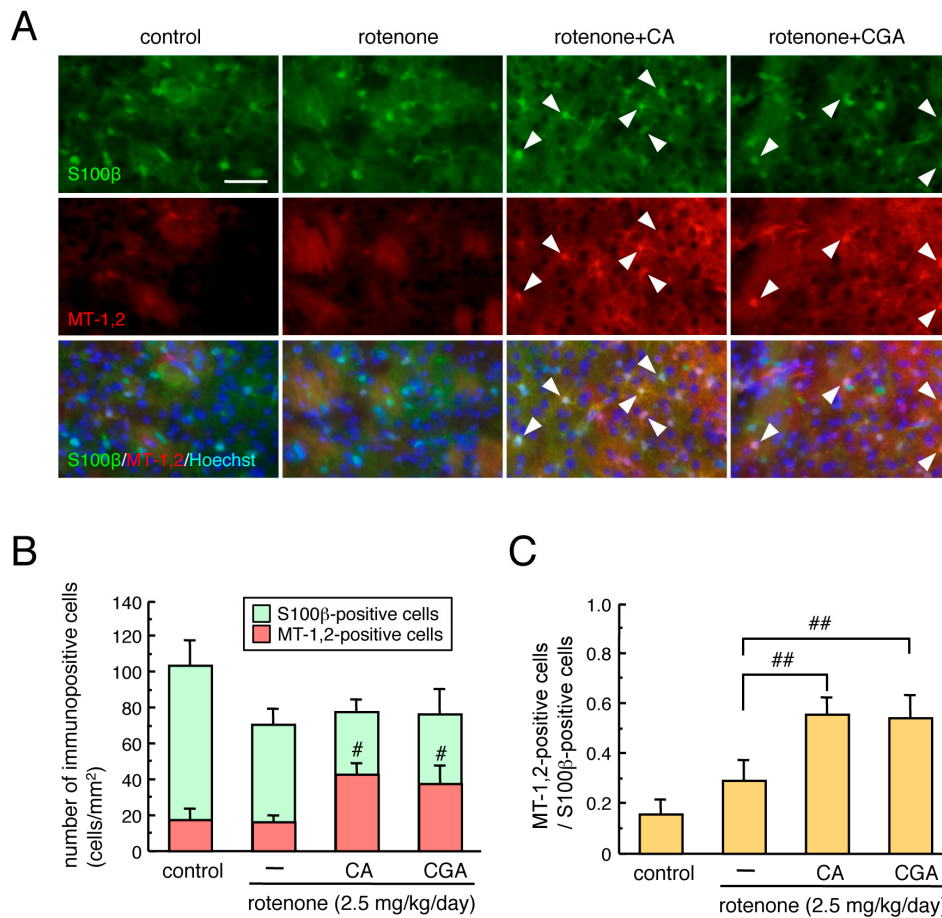 A
control rotenone rotenone+CA rotenone+CGA
S100β
MT-1,2
S100β/MT-1,2/Hoechst
B
number of immunopositive cells
(cells/mm²)
140
120
100
80
60
40
20
0
S100β-positive cells
MT-1,2-positive cells
# #
control — CA CGA
rotenone (2.5 mg/kg/day)
C
MT-1,2-positive cells
/ S100β-positive cells
1.0
0.8
0.6
0.4
0.2
0
##
##
control — CA CGA
rotenone (2.5 mg/kg/day)